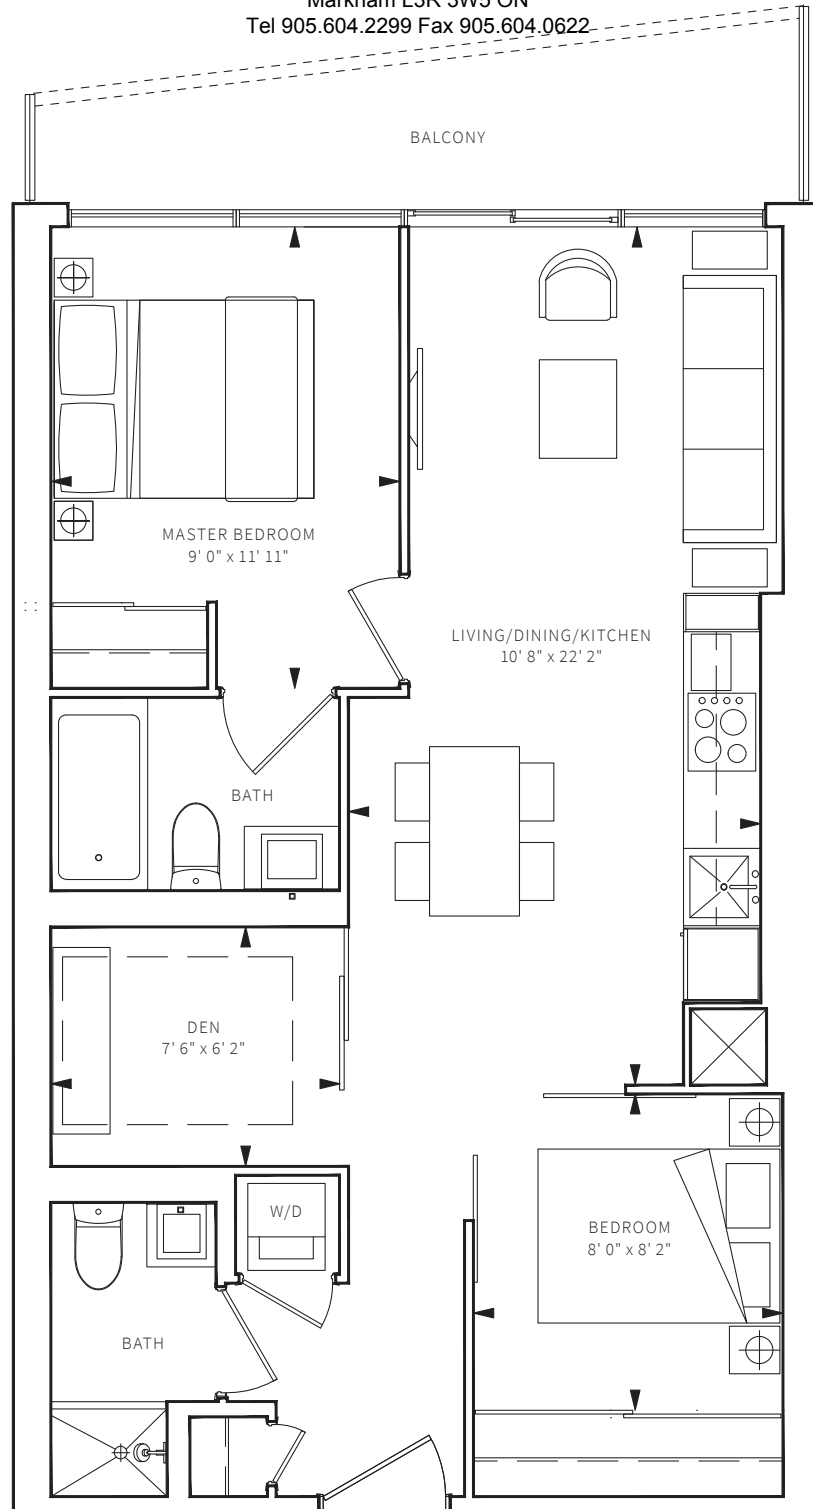 Markham L3R 3W5 ON
Tel 905.604.2299 Fax 905.604.0622
BALCONY
MASTER BEDROOM
9' 0" x 11' 11"
LIVING/DINING/KITCHEN
10' 8" x 22' 2"
BATH
DEN
7' 6" x 6' 2"
W/D
BEDROOM
8' 0" x 8' 2"
BATH